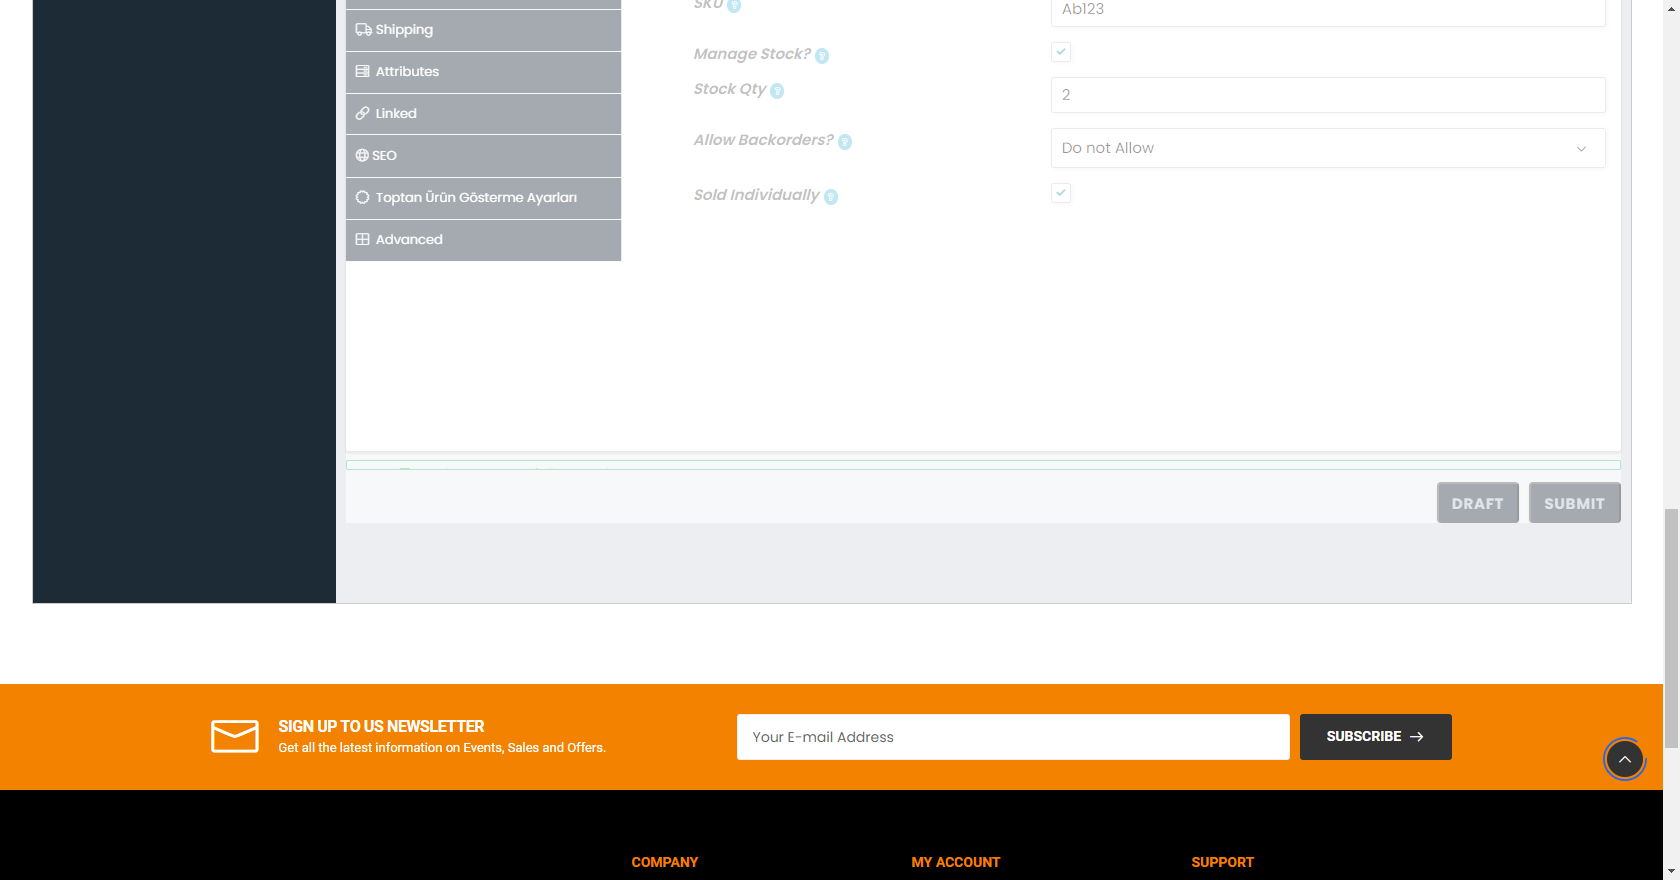 SKU
Ab123
Shipping
Manage Stock?
Attributes
Stock Qty
2
Linked
Allow Backorders?
Do not Allow
SEO
Toptan Ürün Gösterme Ayarları
Sold Individually
Advanced
DRAFT
SUBMIT
SIGN UP TO US NEWSLETTER
Get all the latest information on Events, Sales and Offers.
Your E-mail Address
SUBSCRIBE
COMPANY
MY ACCOUNT
SUPPORT